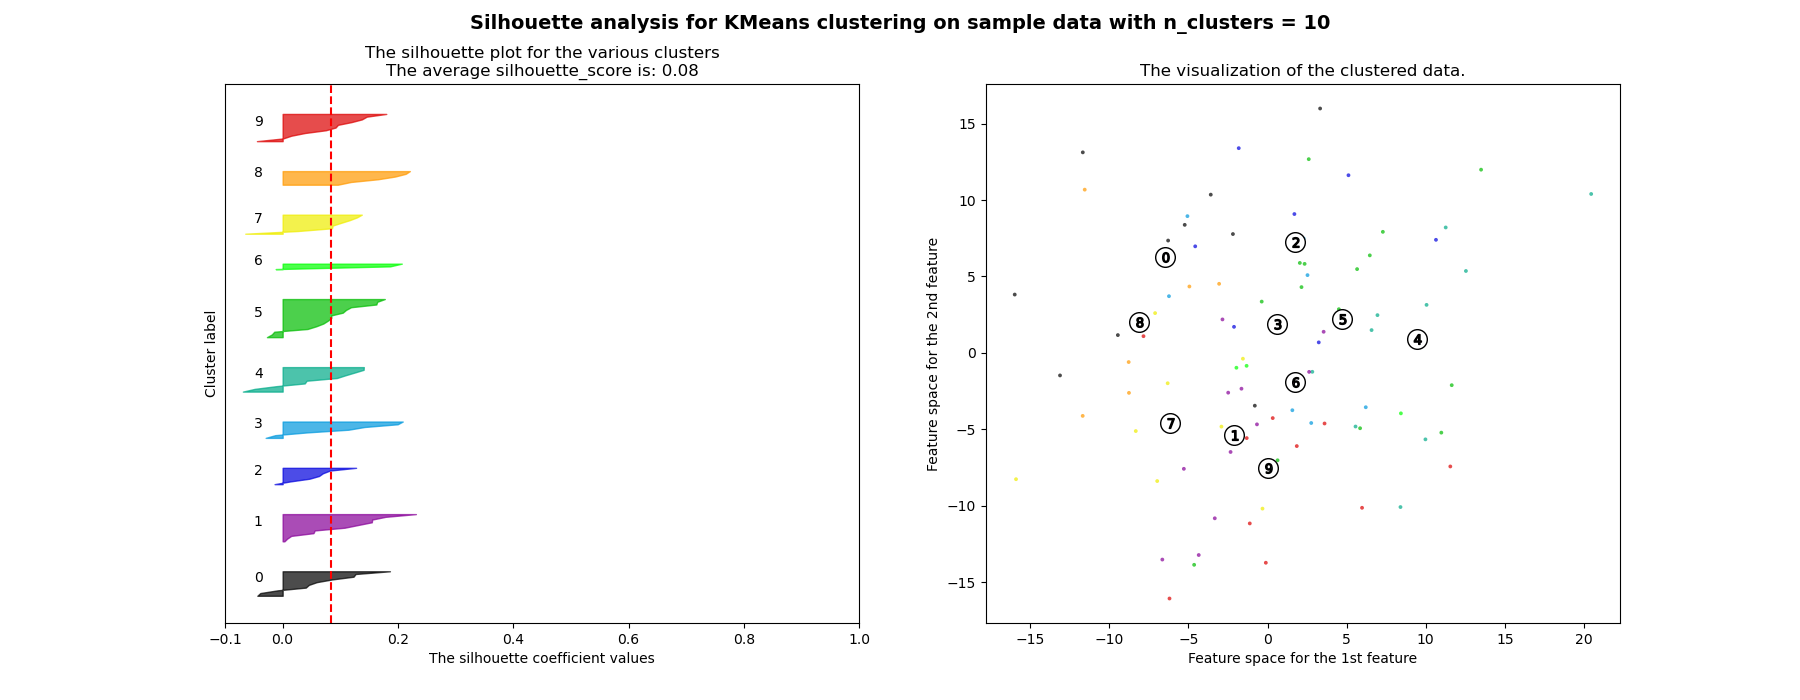 Silhouette analysis for KMeans clustering on sample data with n_clusters = 10
The silhouette plot for the various clusters
The average silhouette_score is: 0.08
Cluster label
9
8
7
6
5
4
3
2
1
0
−0.1 0.0 0.2 0.4 0.6 0.8 1.0
The silhouette coefficient values
The visualization of the clustered data.
Feature space for the 2nd feature
15
10
5
0
−5
−10
−15
2
0
8
3
5
4
6
7
1
9
−15 −10 −5 0 5 10 15 20
Feature space for the 1st feature